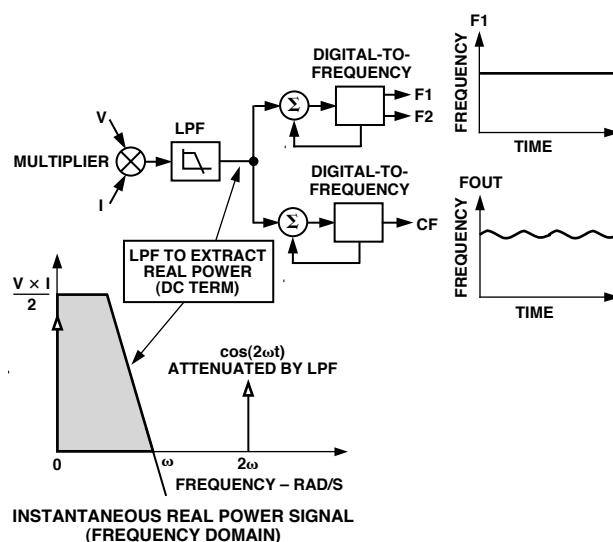 DIGITAL-TO-
FREQUENCY
F1
F2
Σ
V
LPF
MULTIPLIER
I
DIGITAL-TO-
FREQUENCY
Σ
CF
F1
FREQUENCY
TIME
FOUT
FREQUENCY
TIME
LPF TO EXTRACT
REAL POWER
(DC TERM)
V × I
2
cos(2ωt)
ATTENUATED BY LPF
0
ω
2ω
FREQUENCY – RAD/S
INSTANTANEOUS REAL POWER SIGNAL
(FREQUENCY DOMAIN)